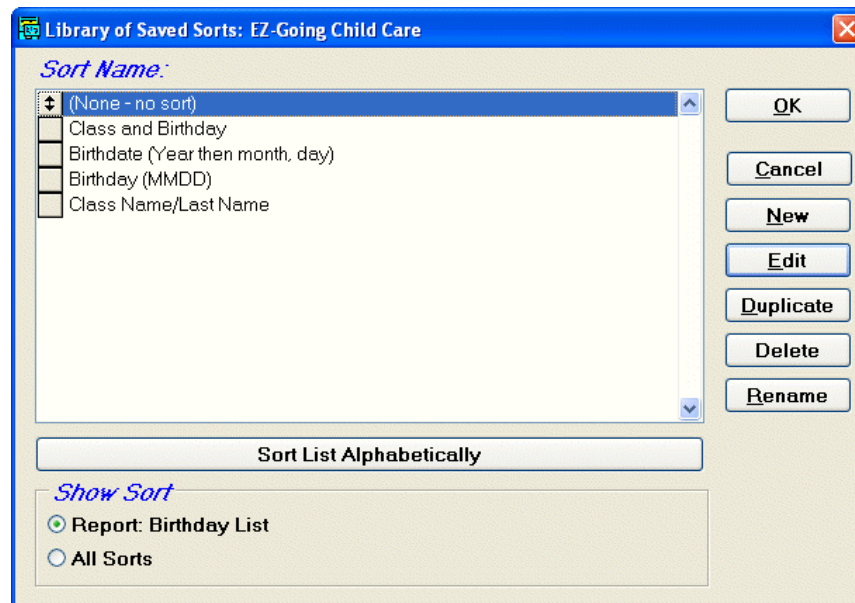 Library of Saved Sorts: EZ-Going Child Care
Sort Name:
(None - no sort)
Class and Birthday
Birthdate (Year then month, day)
Birthday (MMDD)
Class Name/Last Name
OK
Cancel
New
Edit
Duplicate
Delete
Rename
Sort List Alphabetically
Show Sort
Report: Birthday List
All Sorts